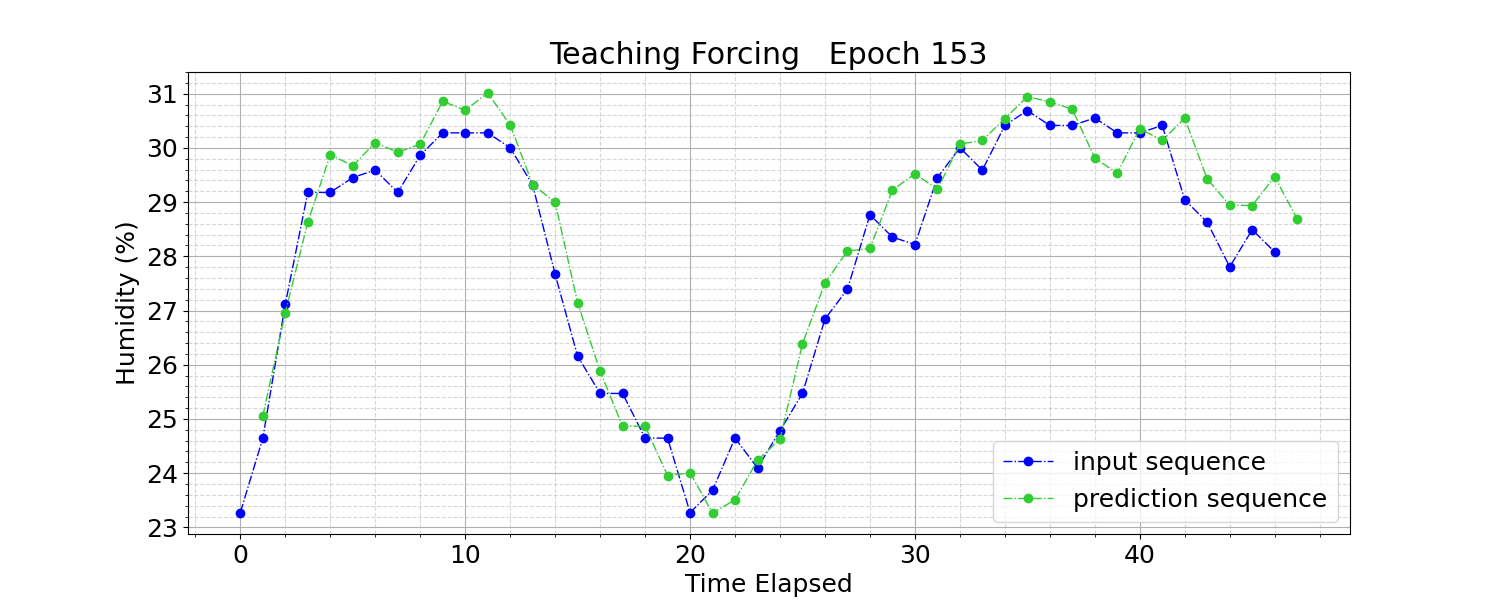 Teaching Forcing   Epoch 153
Humidity (%)
31
30
29
28
27
26
25
24
23
input sequence
prediction sequence
0 10 20 30 40
Time Elapsed